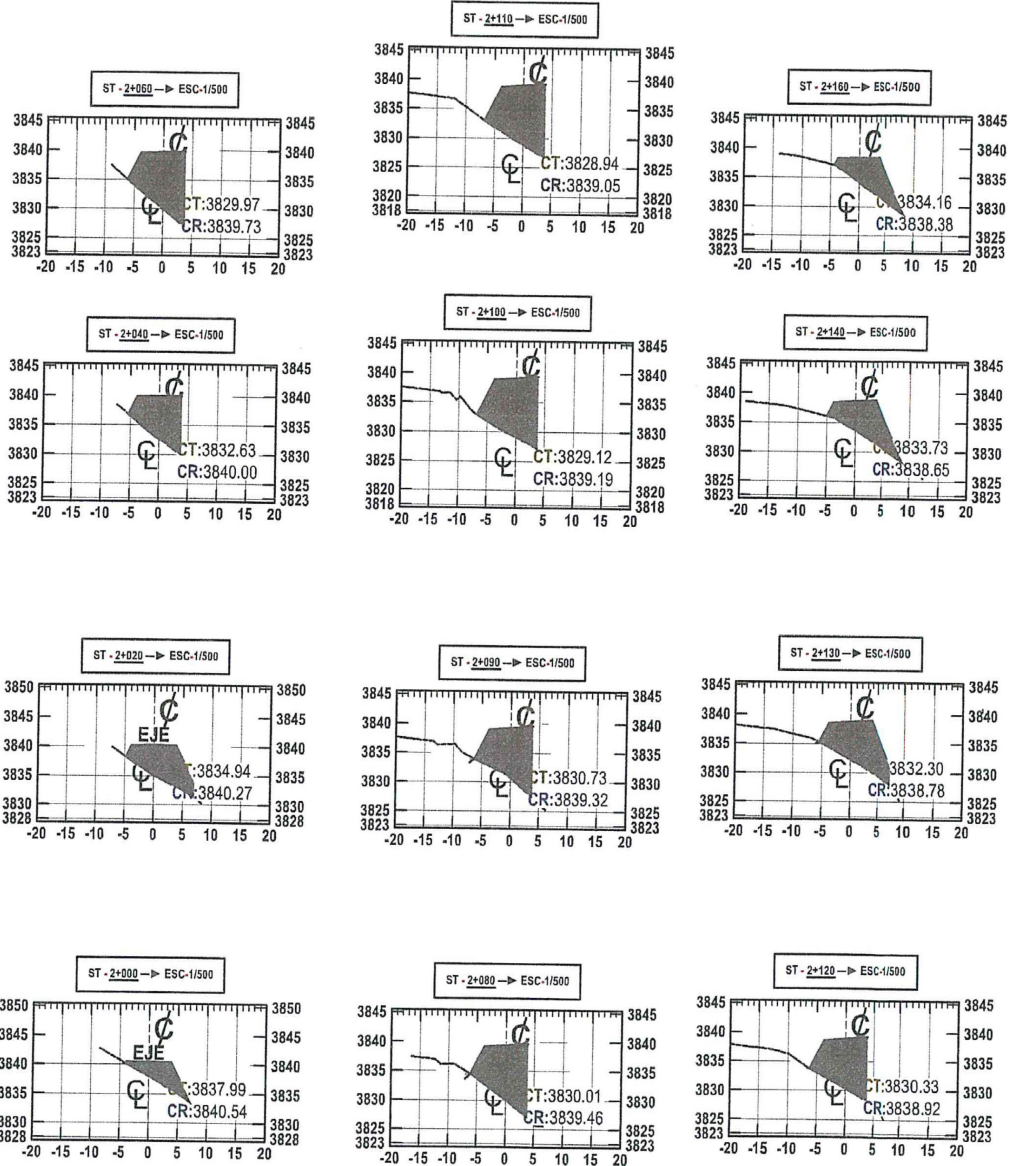 ST - 2+110 → ESC-1/500
3845 3845
3840 3840
3835 3835
3830 3830
3825 3825
3820 3820
3818 3818
CT:3828.94
CR:3839.05
-20 -15 -10 -5 0 5 10 15 20
ST - 2+060 → ESC-1/500
3845 3845
3840 3840
3835 3835
3830 3830
3825 3825
3823 3823
CT:3829.97
CR:3839.73
-20 -15 -10 -5 0 5 10 15 20
ST - 2+160 → ESC-1/500
3845 3845
3840 3840
3835 3835
3830 3830
3825 3825
3823 3823
CT:3834.16
CR:3838.38
-20 -15 -10 -5 0 5 10 15 20
ST - 2+040 → ESC-1/500
3845 3845
3840 3840
3835 3835
3830 3830
3825 3825
3823 3823
CT:3832.63
CR:3840.00
-20 -15 -10 -5 0 5 10 15 20
ST - 2+100 → ESC-1/500
3845 3845
3840 3840
3835 3835
3830 3830
3825 3825
3820 3820
3818 3818
CT:3829.12
CR:3839.19
-20 -15 -10 -5 0 5 10 15 20
ST - 2+140 → ESC-1/500
3845 3845
3840 3840
3835 3835
3830 3830
3825 3825
3823 3823
CT:3833.73
CR:3838.65
-20 -15 -10 -5 0 5 10 15 20
ST - 2+020 → ESC-1/500
3850 3850
3845 3845
3840 3840
3835 3835
3830 3830
3828 3828
EJE
:3834.94
CR:3840.27
-20 -15 -10 -5 0 5 10 15 20
ST - 2+090 → ESC-1/500
3845 3845
3840 3840
3835 3835
3830 3830
3825 3825
3823 3823
CT:3830.73
CR:3839.32
-20 -15 -10 -5 0 5 10 15 20
ST - 2+130 → ESC-1/500
3845 3845
3840 3840
3835 3835
3830 3830
3825 3825
3823 3823
3832.30
CR:3838.78
-20 -15 -10 -5 0 5 10 15 20
ST - 2+000 → ESC-1/500
3850 3850
3845 3845
3840 3840
3835 3835
3830 3830
3828 3828
EJE
CT:3837.99
CR:3840.54
-20 -15 -10 -5 0 5 10 15 20
ST - 2+080 → ESC-1/500
3845 3845
3840 3840
3835 3835
3830 3830
3825 3825
3823 3823
CT:3830.01
CR:3839.46
-20 -15 -10 -5 0 5 10 15 20
ST - 2+120 → ESC-1/500
3845 3845
3840 3840
3835 3835
3830 3830
3825 3825
3823 3823
CT:3830.33
CR:3838.92
-20 -15 -10 -5 0 5 10 15 20